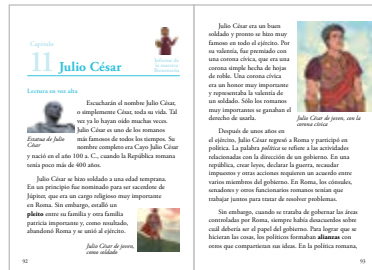 Capítulo
11 Julio César
Lectura en voz alta
Escucharán el nombre Julio César,
o simplemente César, toda su vida. Tal
vez ya lo hayan oído muchas veces.
Julio César es uno de los romanos
más famosos de todos los tiempos. Su
nombre completo era Cayo Julio César
Estatua de Julio
César
y nació en el año 100 a. C., cuando la República romana
tenía poco más de 400 años.
Julio César se hizo soldado a una edad temprana.
En un principio fue nominado para ser sacerdote de
Júpiter, que era un cargo religioso muy importante
en Roma. Sin embargo, estalló un
pleito entre su familia y otra familia
patricia importante y, como resultado,
abandonó Roma y se unió al ejército.
Julio César de joven,
como soldado
92
Julio César era un buen
soldado y pronto se hizo muy
famoso en todo el ejército. Por
su valentía, fue premiado con
una corona cívica, que era una
corona simple hecha de hojas
de roble. Una corona cívica
era un honor muy importante
y representaba la valentía de
un soldado. Sólo los romanos
muy importantes se ganaban el
derecho de usarla.
Julio César de joven, con la
corona cívica
Después de unos años en
el ejército, Julio César regresó a Roma y participó en
política. La palabra política se refiere a las actividades
relacionadas con la dirección de un gobierno. En una
república, crear leyes, declarar la guerra, recaudar
impuestos y otras acciones requieren un acuerdo entre
varios miembros del gobierno. En Roma, los cónsules,
senadores y otros funcionarios romanos tenían que
trabajar juntos para tratar de resolver problemas.
Sin embargo, cuando se trataba de gobernar las áreas
controladas por Roma, siempre había desacuerdos sobre
cuál debería ser el papel del gobierno. Para lograr que se
hicieran las cosas, los políticos formaban alianzas con
otros que compartieran sus ideas. En la política romana,
93